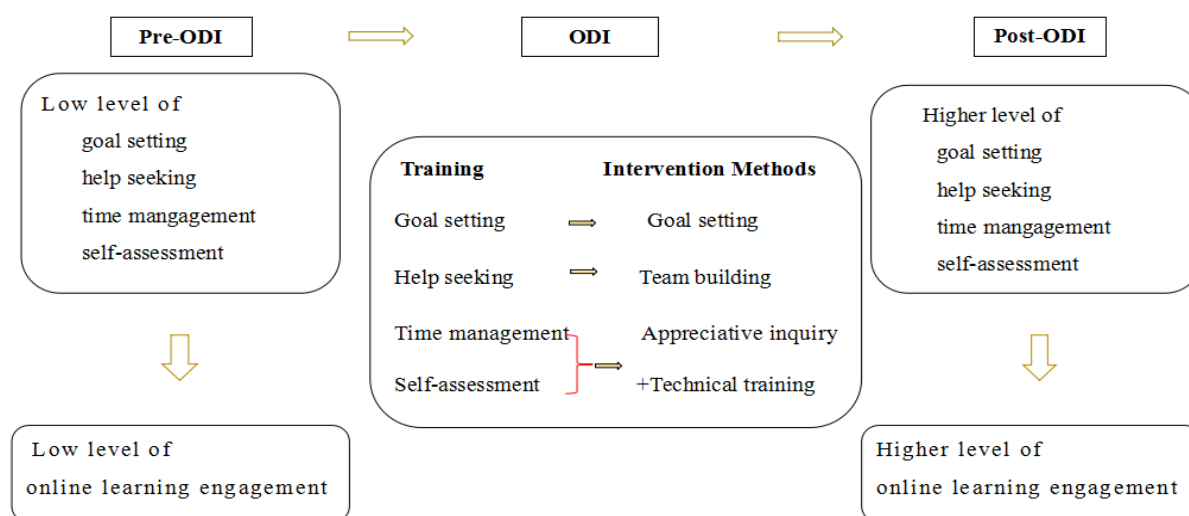 Pre-ODI
ODI
Post-ODI
Low level of
goal setting
help seeking
time mangagement
self-assessment
Training
Intervention Methods
Goal setting
Goal setting
Help seeking
Team building
Time management
Appreciative inquiry
Self-assessment
+Technical training
Higher level of
goal setting
help seeking
time mangagement
self-assessment
Low level of
online learning engagement
Higher level of
online learning engagement